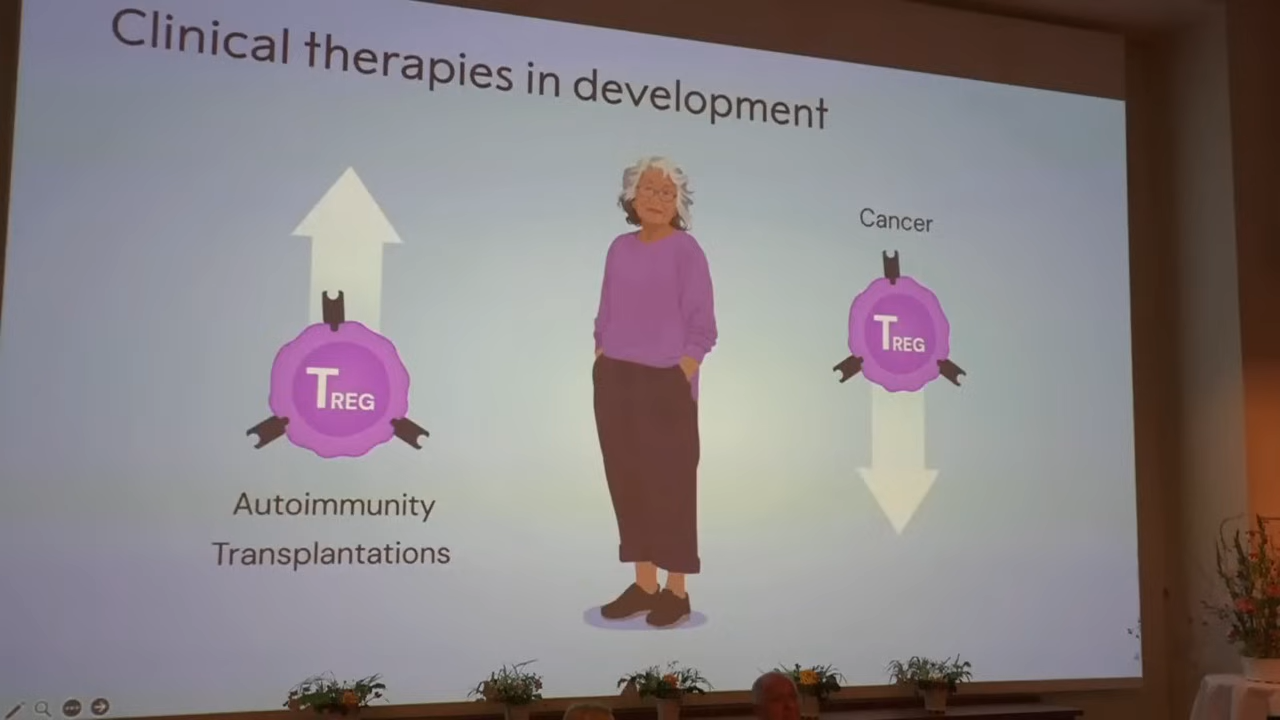 Clinical therapies in development
Cancer
TREG
TREG
Autoimmunity
Transplantations